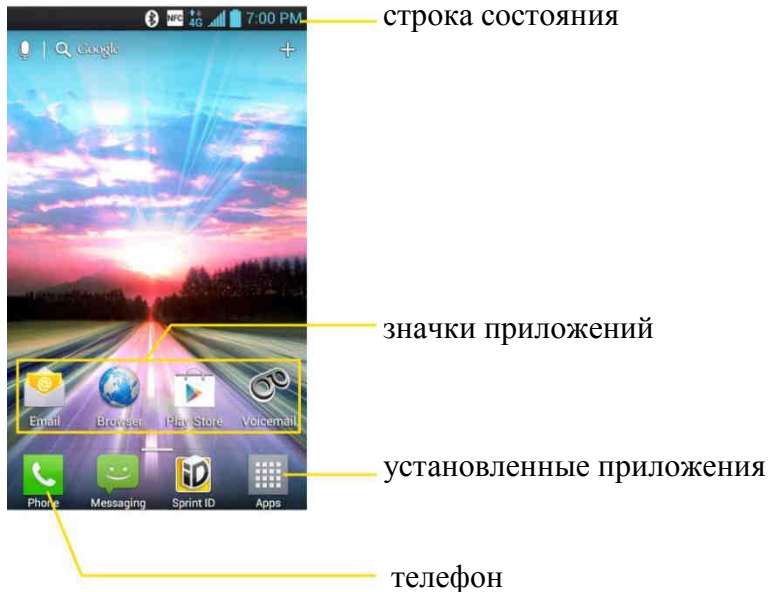 NFC 4G 7:00 PM
строка состояния
Google
значки приложений
Email Browser Play Store Voicemail
установленные приложения
iD
Phone Messaging Sprint ID Apps
телефон